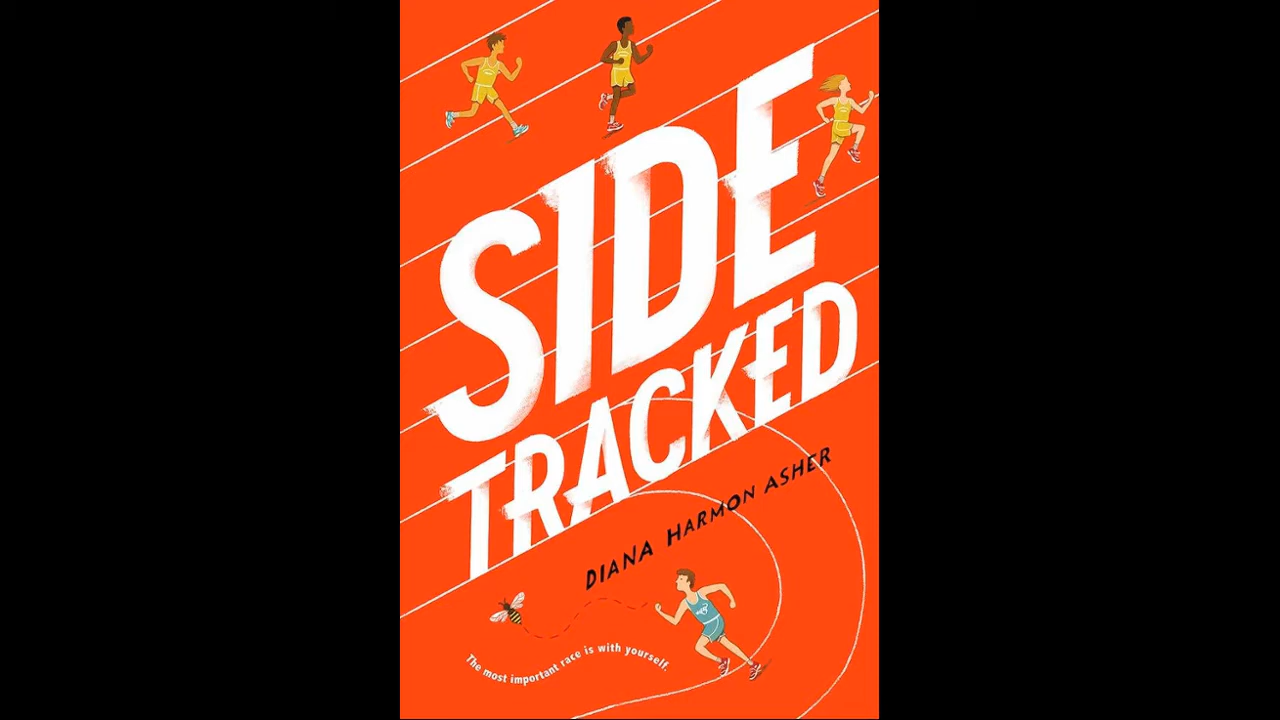 SIDE
TRACKED
DIANA HARMON ASHER
The most important race is with yourself.